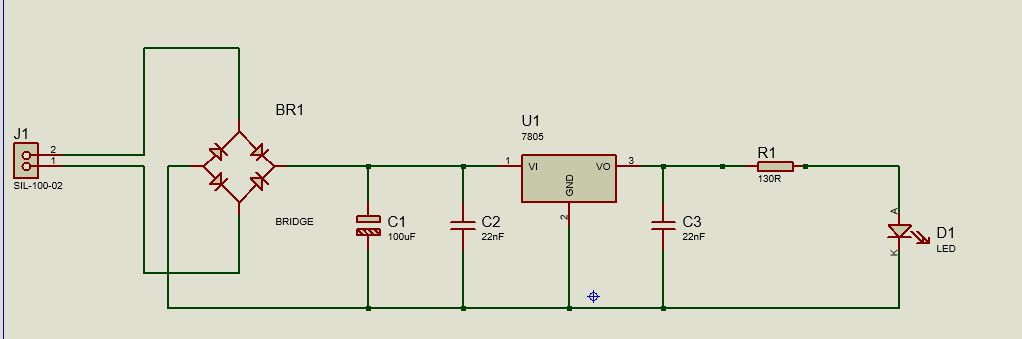 J1
2
1
SIL-100-02
BR1
BRIDGE
C1
100uF
C2
22nF
U1
7805
1
VI
VO
3
GND
2
C3
22nF
R1
130R
A
K
D1
LED